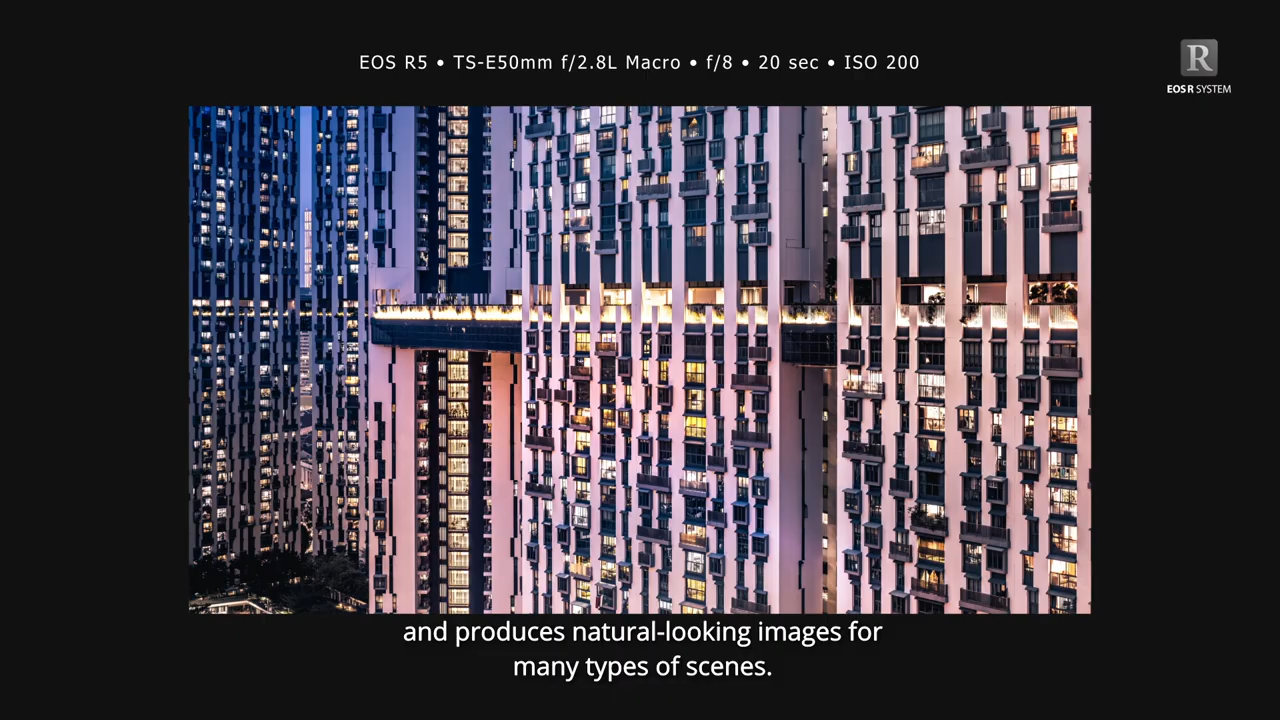 EOS R5 • TS-E50mm f/2.8L Macro • f/8 • 20 sec • ISO 200
R
EOS R SYSTEM
and produces natural-looking images for
many types of scenes.